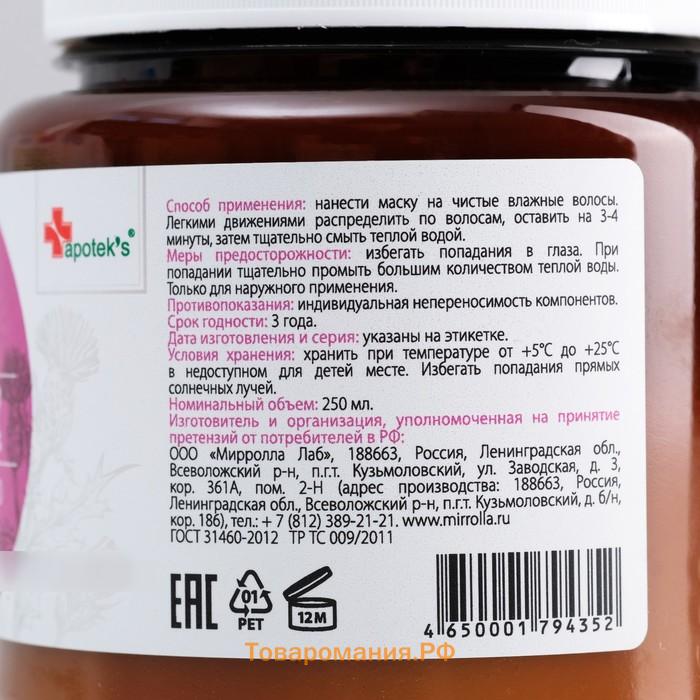 apotek's®
Способ применения: нанести маску на чистые влажные волосы.
Легкими движениями распределить по волосам, оставить на 3-4
минуты, затем тщательно смыть теплой водой.
Меры предосторожности: избегать попадания в глаза. При
попадании тщательно промыть большим количеством теплой воды.
Только для наружного применения.
Противопоказания: индивидуальная непереносимость компонентов.
Срок годности: 3 года.
Дата изготовления и серия: указаны на этикетке.
Условия хранения: хранить при температуре от +5°С до +25°С
в недоступном для детей месте. Избегать попадания прямых
солнечных лучей.
Номинальный объем: 250 мл.
Изготовитель и организация, уполномоченная на принятие
претензий от потребителей в РФ:
ООО «Мирролла Лаб», 188663, Россия, Ленинградская обл.,
Всеволожский р-н, п.г.т. Кузьмоловский, ул. Заводская, д. 3,
кор. 361А, пом. 2-Н (адрес производства: 188663, Россия,
Ленинградская обл., Всеволожский р-н, п.г.т. Кузьмоловский, д. б/н,
кор. 186), тел.: + 7 (812) 389-21-21. www.mirrolla.ru
ГОСТ 31460-2012 ТР ТС 009/2011
EAC 01 PET 12М
4 650001 794352
Товаромания.РФ